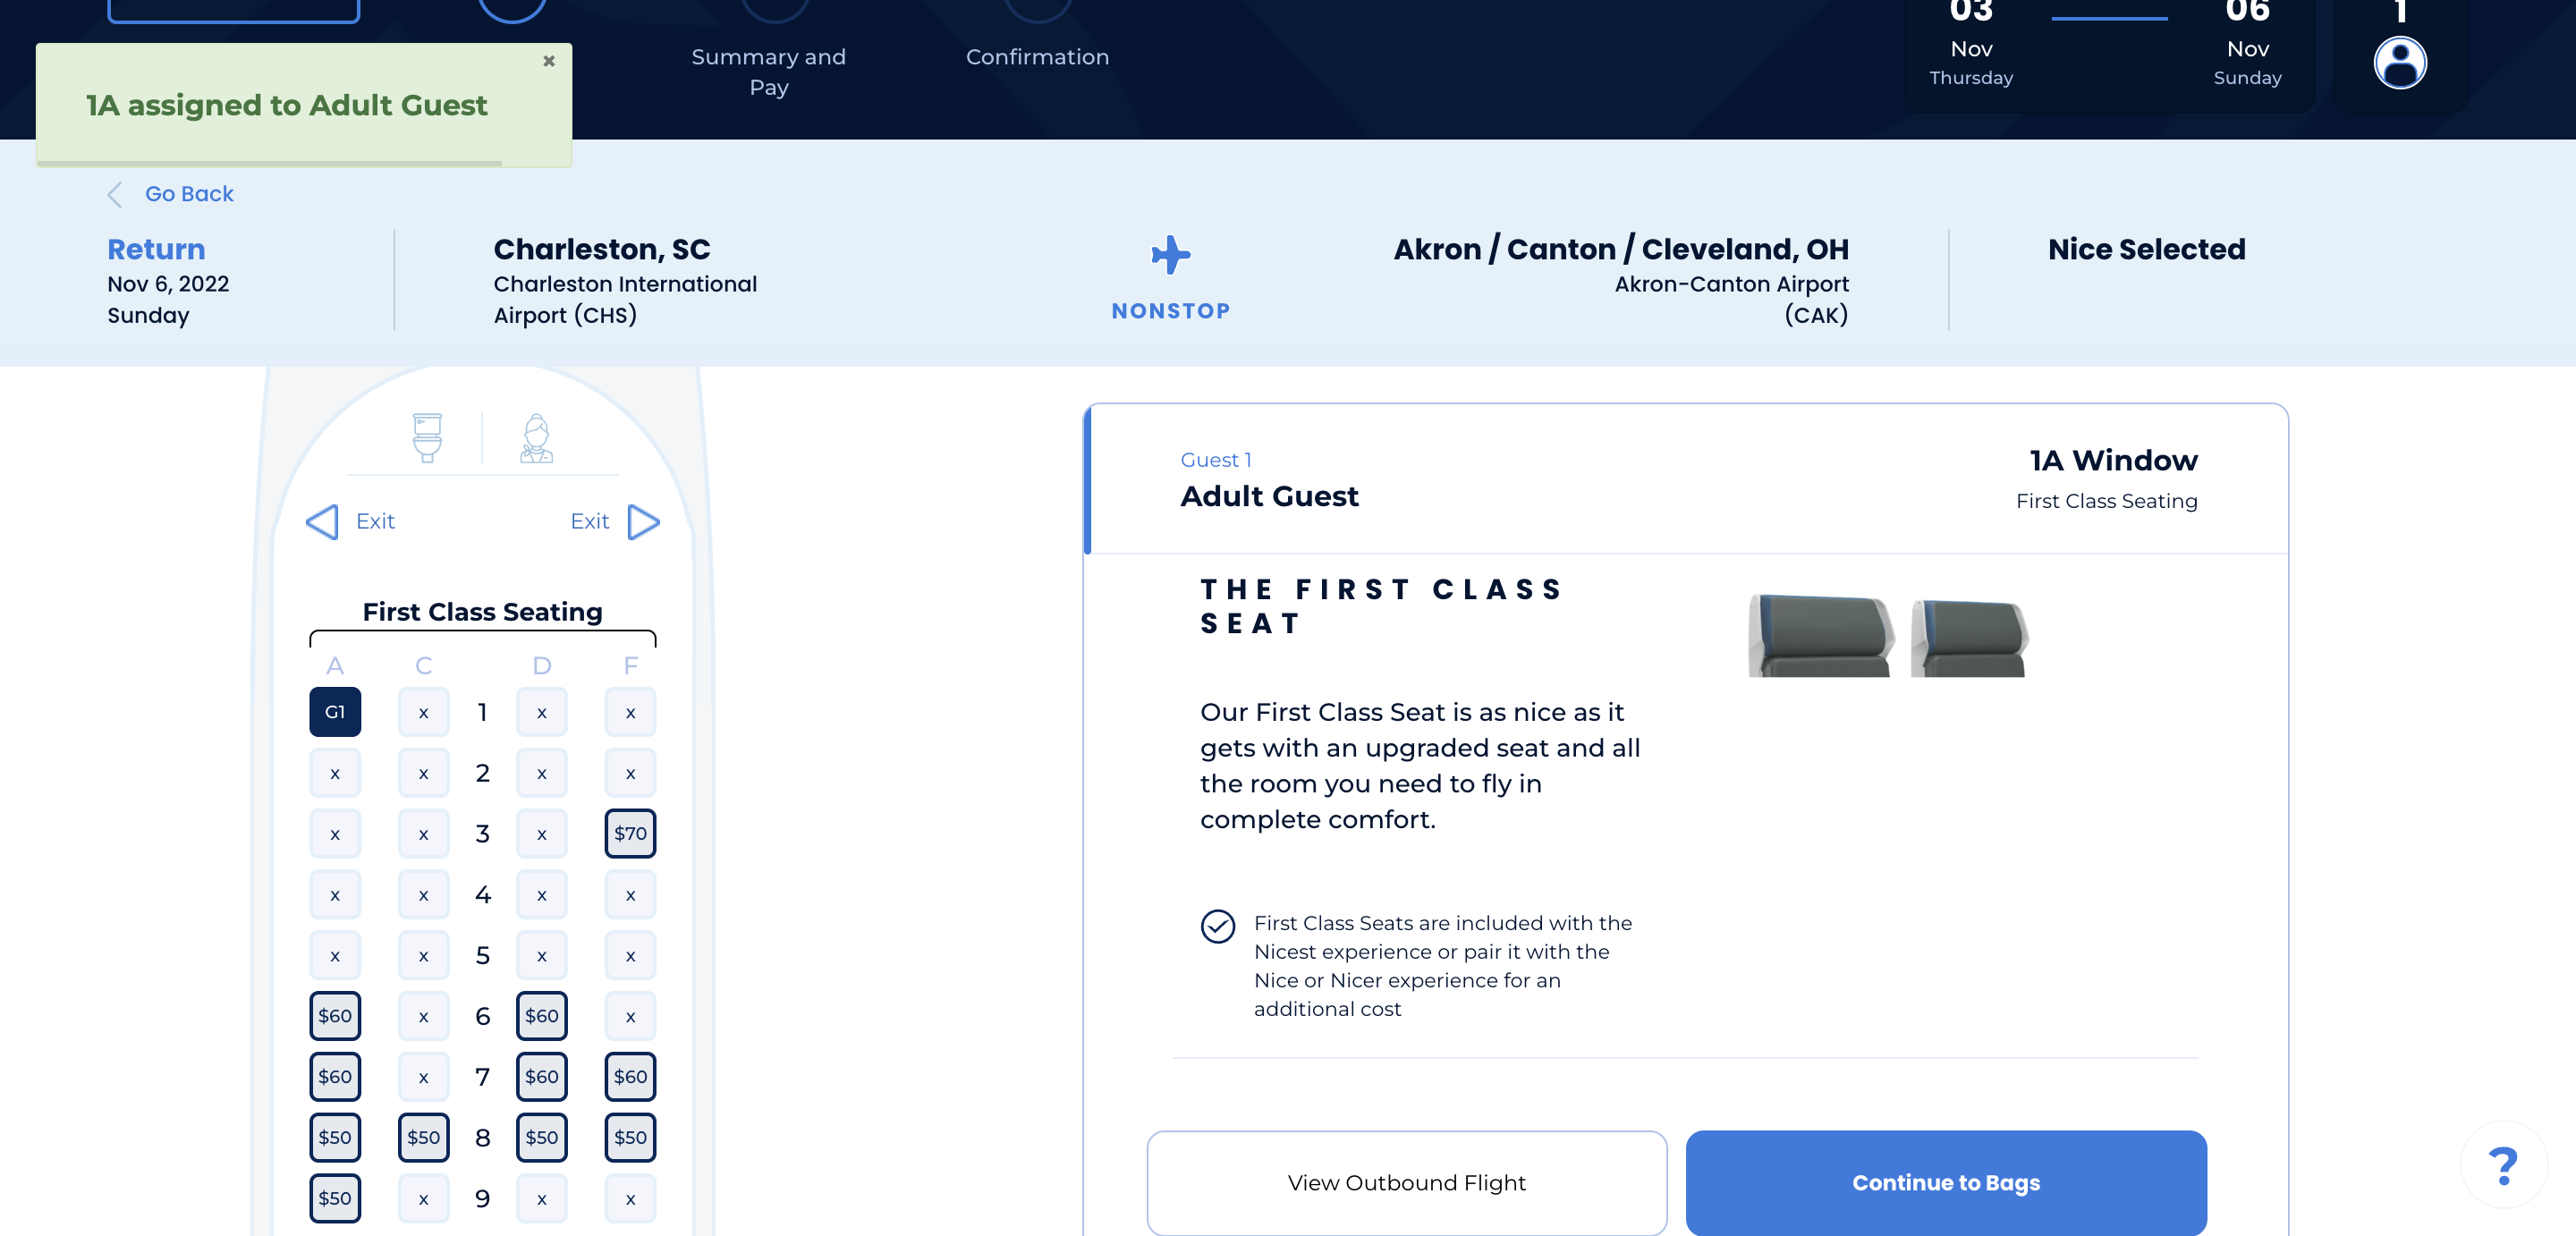 03
06
1
Nov
Nov
Thursday
Sunday
Summary and
Pay
Confirmation
×
1A assigned to Adult Guest
Go Back
Return
Nov 6, 2022
Sunday
Charleston, SC
Charleston International
Airport (CHS)
NONSTOP
Akron / Canton / Cleveland, OH
Akron-Canton Airport
(CAK)
Nice Selected
Exit
Exit
First Class Seating
A C D F
G1 x 1 x x
x x 2 x x
x x 3 x $70
x x 4 x x
x x 5 x x
$60 x 6 $60 x
$60 x 7 $60 $60
$50 $50 8 $50 $50
$50 x 9 x x
Guest 1
Adult Guest
1A Window
First Class Seating
THE FIRST CLASS
SEAT
Our First Class Seat is as nice as it
gets with an upgraded seat and all
the room you need to fly in
complete comfort.
First Class Seats are included with the
Nicest experience or pair it with the
Nice or Nicer experience for an
additional cost
View Outbound Flight
Continue to Bags
?